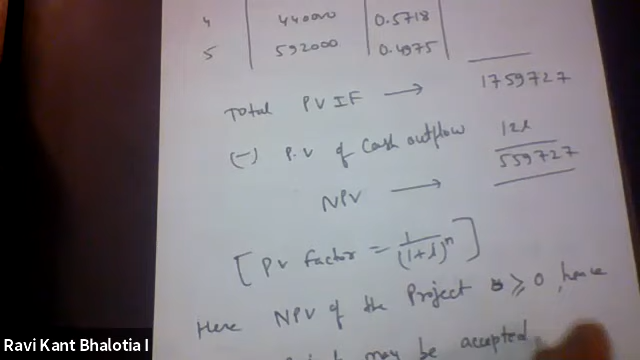 4 440000 0.5718
5 592000 0.4975
Total PVIF → 1759727
(-) P.V of Cash outflow 12L
559727
NPV →
[PV factor = 1/(1+i)^n]
Here NPV of the Project ≥ 0, hence
may be accepted
Ravi Kant Bhalotia I